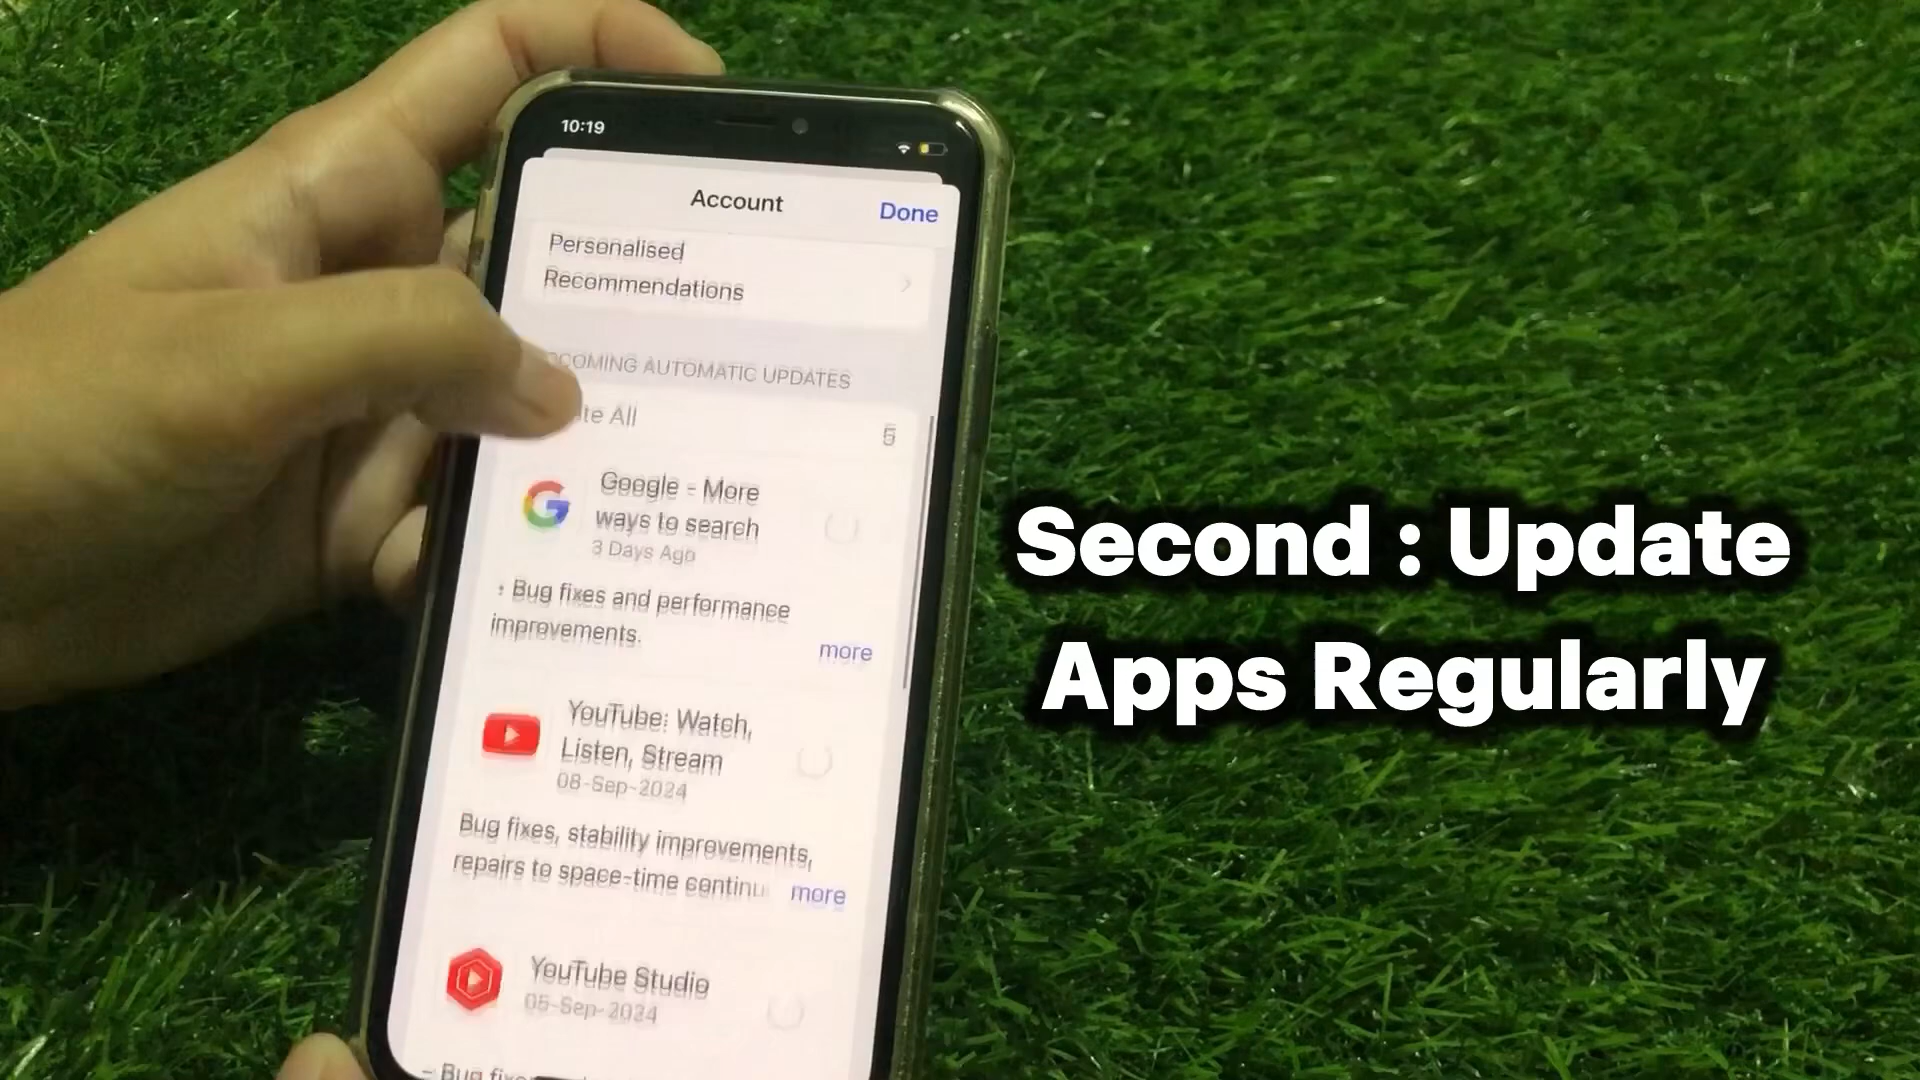 10:19
Account
Done
Personalised
Recommendations
COMING AUTOMATIC UPDATES
te All
5
Google - More
ways to search
3 Days Ago
• Bug fixes and performance
improvements.
more
YouTube: Watch,
Listen, Stream
08-Sep-2024
Bug fixes, stability improvements,
repairs to space-time continu
more
YouTube Studio
05-Sep-2024
- Bug fixe
Second : Update
Apps Regularly